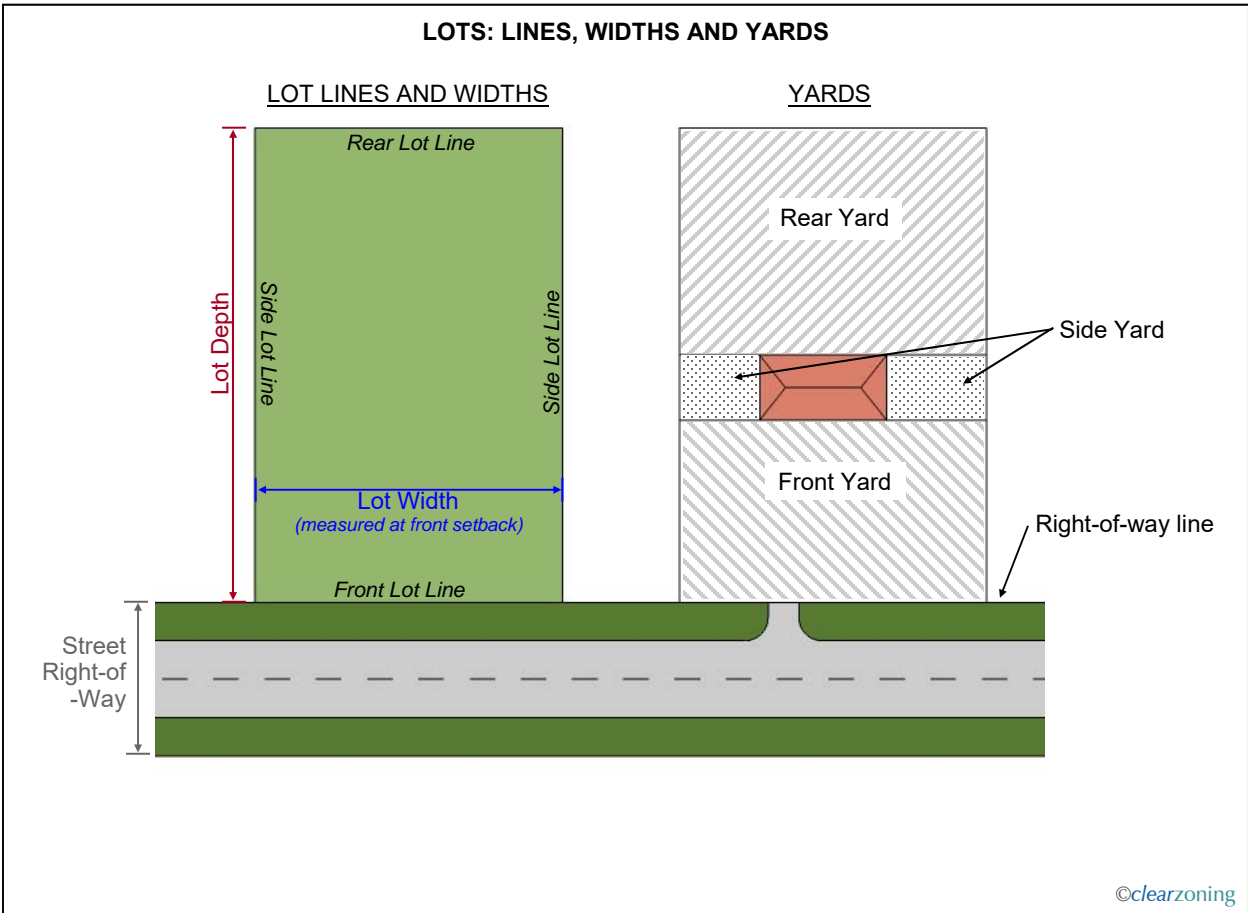 LOTS: LINES, WIDTHS AND YARDS
LOT LINES AND WIDTHS
YARDS
Rear Lot Line
Lot Depth
Side Lot Line
Side Lot Line
Lot Width
(measured at front setback)
Front Lot Line
Rear Yard
Side Yard
Front Yard
Right-of-way line
Street
Right-of
-Way
©clearzoning